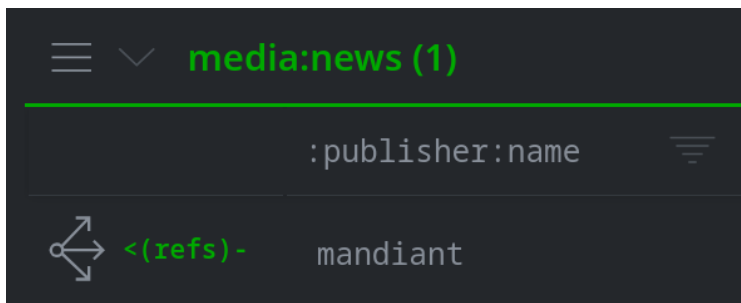 media:news (1)
:publisher:name
<(refs)- mandiant